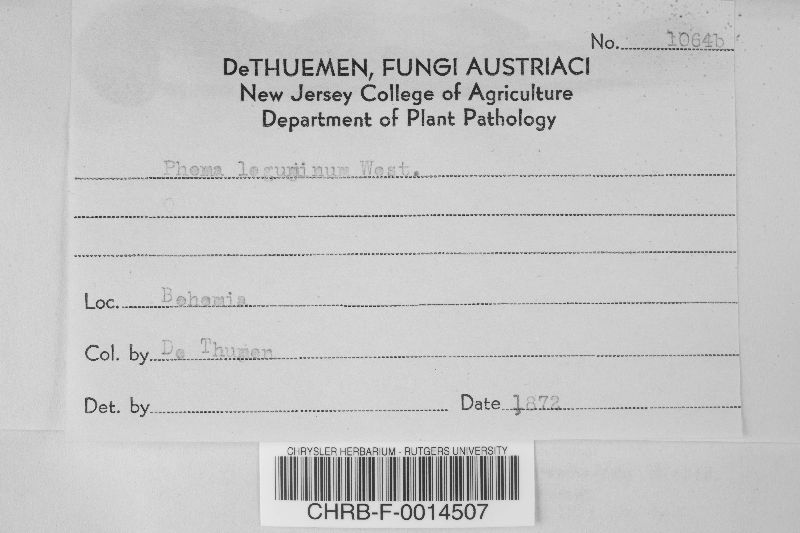 No. 1064b
DeTHUEMEN, FUNGI AUSTRIACI
New Jersey College of Agriculture
Department of Plant Pathology
Phoma leguminum West.
Loc. Bohemia
Col. by De Thumen
Det. by
Date 1872
CHRYSLER HERBARIUM - RUTGERS UNIVERSITY
CHRB-F-0014507